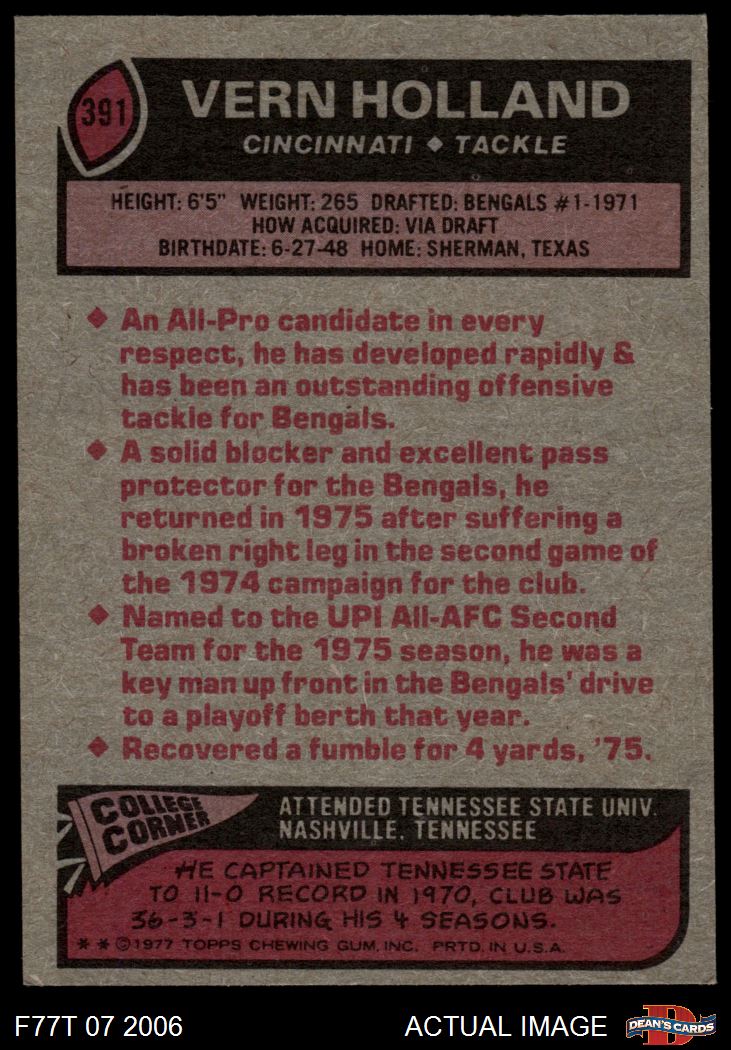 391
VERN HOLLAND
CINCINNATI ◆ TACKLE
HEIGHT: 6'5" WEIGHT: 265 DRAFTED: BENGALS #1-1971
HOW ACQUIRED: VIA DRAFT
BIRTHDATE: 6-27-48 HOME: SHERMAN, TEXAS
◆ An All-Pro candidate in every
respect, he has developed rapidly &
has been an outstanding offensive
tackle for Bengals.
◆ A solid blocker and excellent pass
protector for the Bengals, he
returned in 1975 after suffering a
broken right leg in the second game of
the 1974 campaign for the club.
◆ Named to the UPI All-AFC Second
Team for the 1975 season, he was a
key man up front in the Bengals' drive
to a playoff berth that year.
◆ Recovered a fumble for 4 yards, '75.
COLLEGE
CORNER
ATTENDED TENNESSEE STATE UNIV.
NASHVILLE, TENNESSEE
HE CAPTAINED TENNESSEE STATE
TO 11-0 RECORD IN 1970, CLUB WAS
36-3-1 DURING HIS 4 SEASONS.
* * ©1977 TOPPS CHEWING GUM, INC. PRTD. IN U.S.A.
F77T 07 2006
ACTUAL IMAGE
D
DEAN'S CARDS